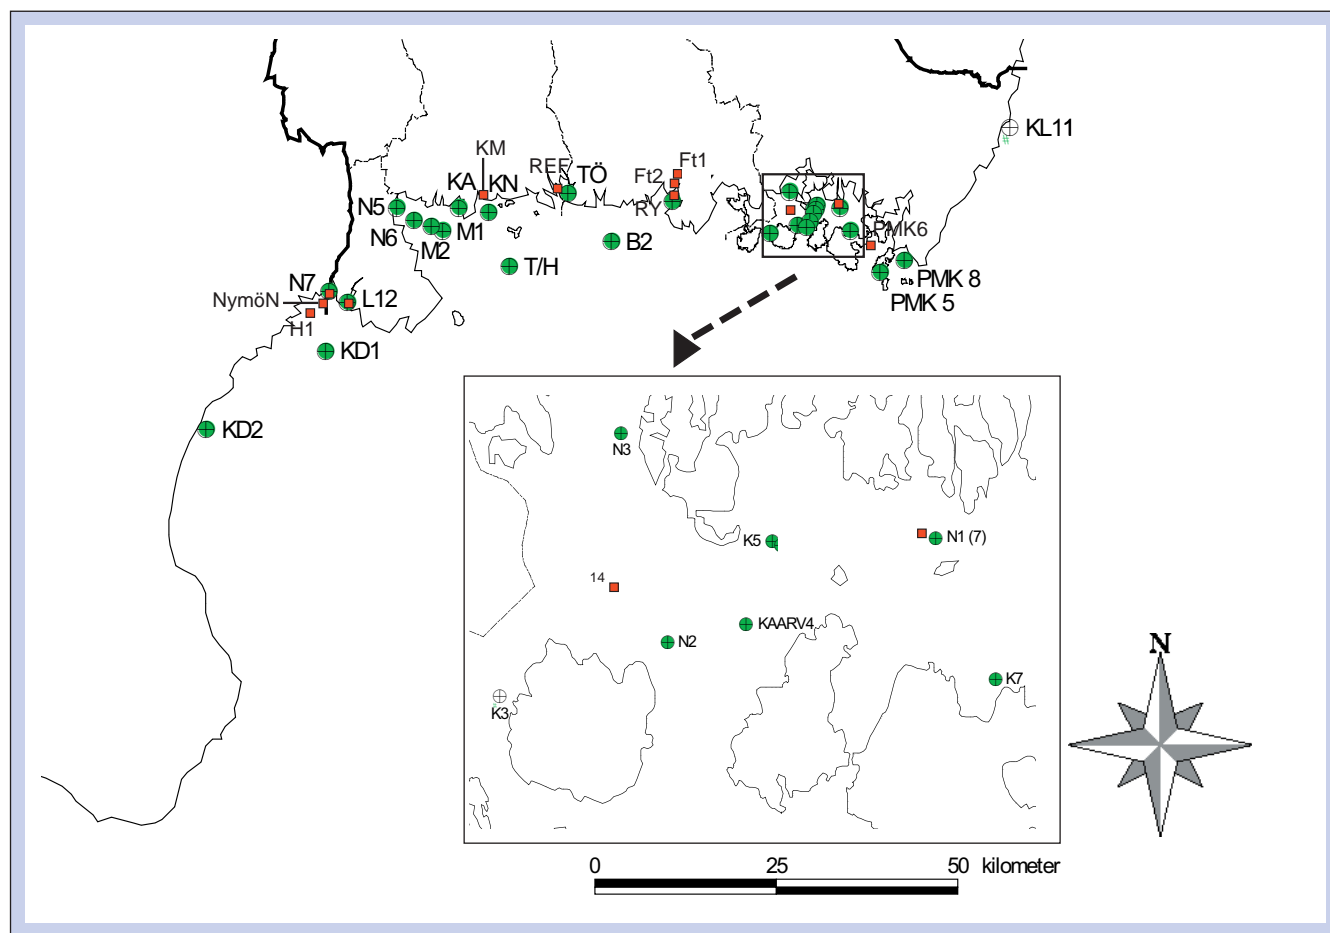 KL11
KM
REF
TÖ
Ft1
Ft2
KA
KN
RY
N5
N6
M2
M1
B2
PMK6
T/H
PMK 8
PMK 5
N7
NymöN
L12
H1
KD1
KD2
N3
K5
N1 (7)
14
KAARV4
N2
K7
K3
N
0 25 50 kilometer